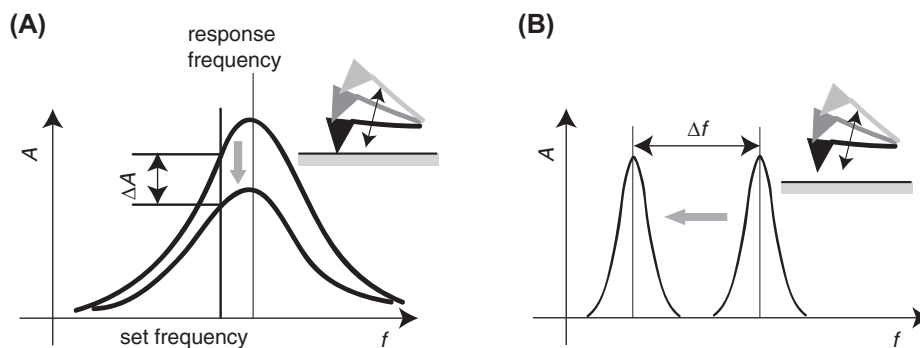 (A)
response
frequency
A
ΔA
set frequency
f
(B)
Δf
A
f